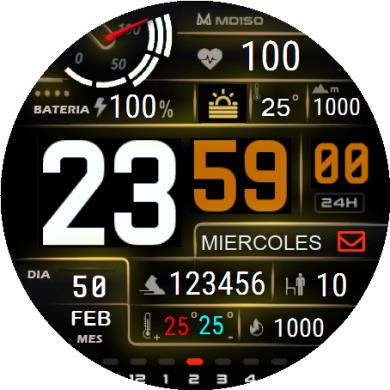 MD150
100
100
50
0
m
BATERIA 100% 25° 1000
23 59 00
24H
MIERCOLES
DIA 50 123456 10
FEB
MES
+ 25° 25° - 1000
12 1 2 3 4